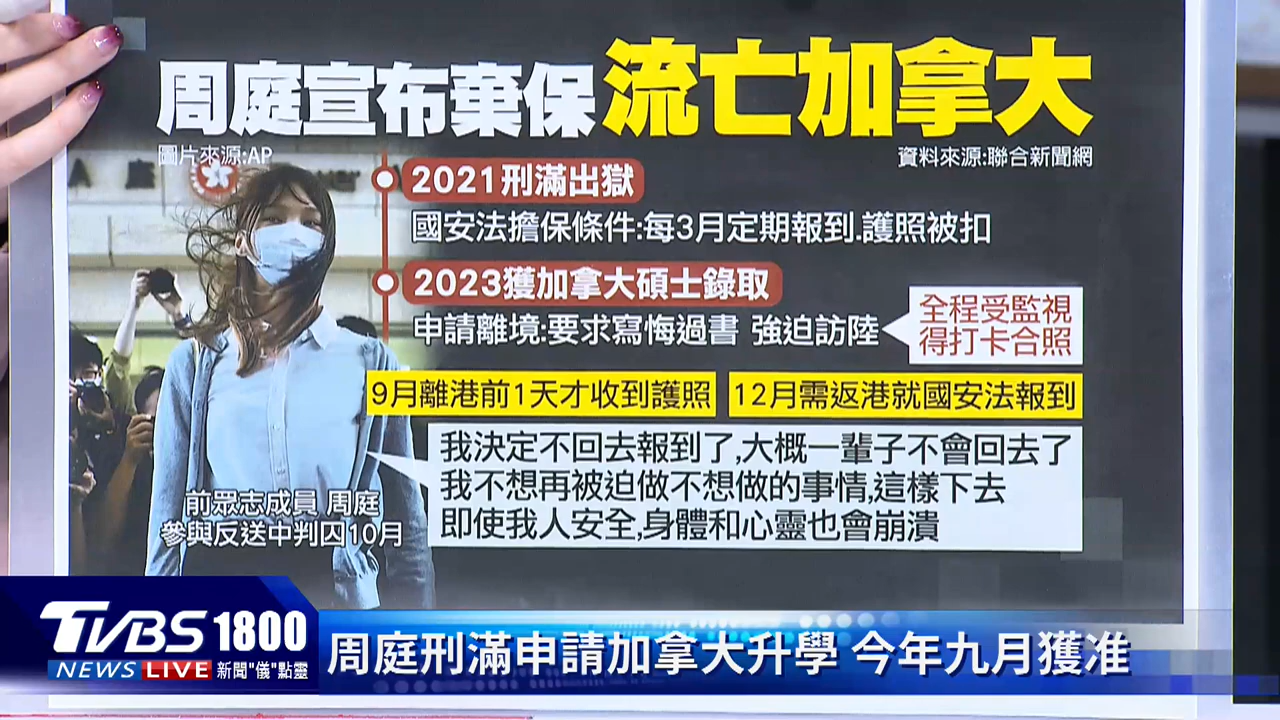 周庭宣布棄保 流亡加拿大
圖片來源:AP
資料來源:聯合新聞網
2021刑滿出獄
國安法擔保條件:每3月定期報到.護照被扣
2023獲加拿大碩士錄取
申請離境:要求寫悔過書 強迫訪陸
全程受監視
得打卡合照
9月離港前1天才收到護照
12月需返港就國安法報到
我決定不回去報到了,大概一輩子不會回去了
我不想再被迫做不想做的事情,這樣下去
即使我人安全,身體和心靈也會崩潰
前眾志成員 周庭
參與反送中判囚10月
TVBS 1800
NEWS LIVE 新聞"儀"點靈
周庭刑滿申請加拿大升學 今年九月獲准